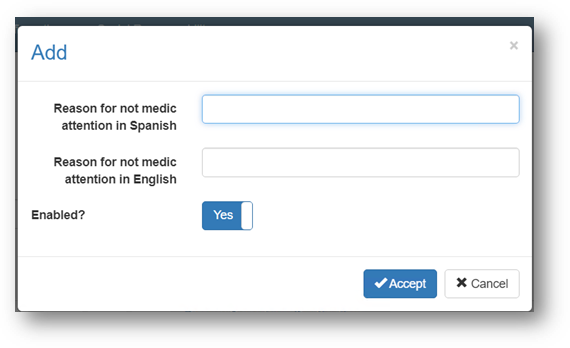 Add
×
Reason for not medic
attention in Spanish
Reason for not medic
attention in English
Enabled?
Yes
Accept
Cancel